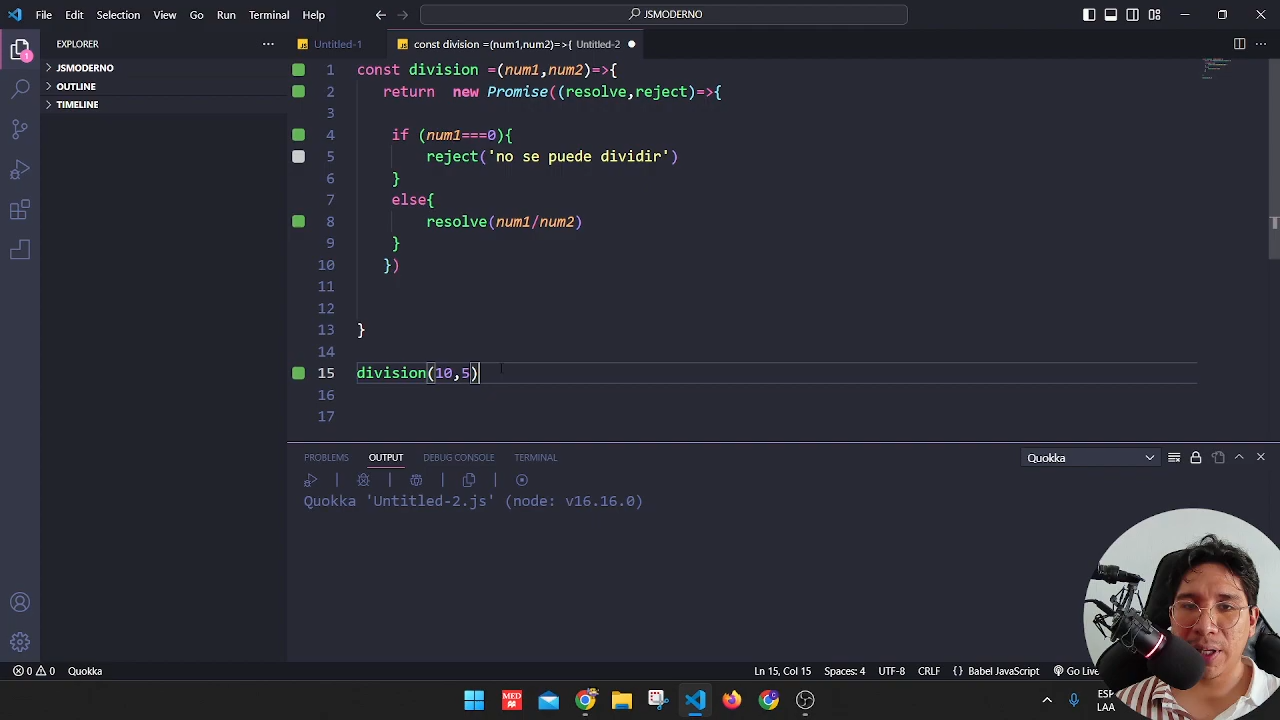 File Edit Selection View Go Run Terminal Help
JSMODERNO
EXPLORER
Untitled-1
const division =(num1,num2)=>{ Untitled-2
JSMODERNO
OUTLINE
TIMELINE
1
1 const division =(num1,num2)=>{
2 return new Promise((resolve,reject)=>{
3
4 if (num1===0){
5 reject('no se puede dividir')
6 }
7 else{
8 resolve(num1/num2)
9 }
10 })
11
12
13 }
14
15 division(10,5)
16
17
PROBLEMS OUTPUT DEBUG CONSOLE TERMINAL
Quokka
Quokka 'Untitled-2.js' (node: v16.16.0)
0 0 Quokka
Ln 15, Col 15 Spaces: 4 UTF-8 CRLF {} Babel JavaScript Go Live
MED
ESP
LAA